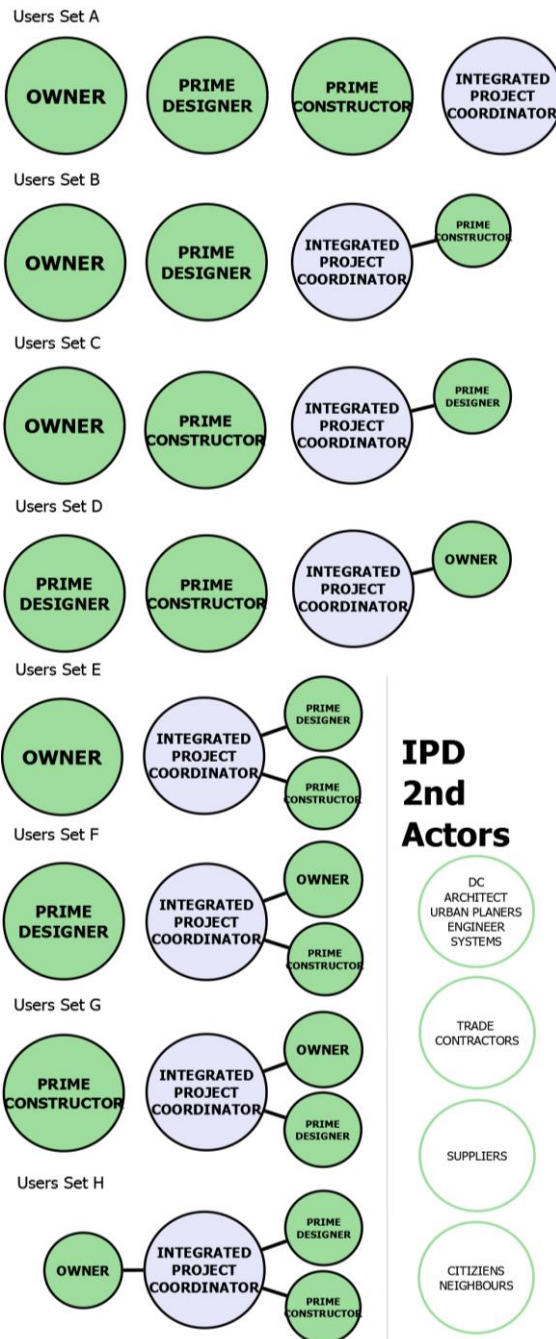 Users Set A
OWNER
PRIME
DESIGNER
PRIME
CONSTRUCTOR
INTEGRATED
PROJECT
COORDINATOR
Users Set B
OWNER
PRIME
DESIGNER
INTEGRATED
PROJECT
COORDINATOR
PRIME
CONSTRUCTOR
Users Set C
OWNER
PRIME
CONSTRUCTOR
INTEGRATED
PROJECT
COORDINATOR
PRIME
DESIGNER
Users Set D
PRIME
DESIGNER
PRIME
CONSTRUCTOR
INTEGRATED
PROJECT
COORDINATOR
OWNER
Users Set E
OWNER
INTEGRATED
PROJECT
COORDINATOR
PRIME
DESIGNER
PRIME
CONSTRUCTOR
Users Set F
PRIME
DESIGNER
INTEGRATED
PROJECT
COORDINATOR
OWNER
PRIME
CONSTRUCTOR
Users Set G
PRIME
CONSTRUCTOR
INTEGRATED
PROJECT
COORDINATOR
OWNER
PRIME
DESIGNER
Users Set H
OWNER
INTEGRATED
PROJECT
COORDINATOR
PRIME
DESIGNER
PRIME
CONSTRUCTOR
IPD
2nd
Actors
DC
ARCHITECT
URBAN PLANERS
ENGINEER
SYSTEMS
TRADE
CONTRACTORS
SUPPLIERS
CITIZIENS
NEIGHBOURS